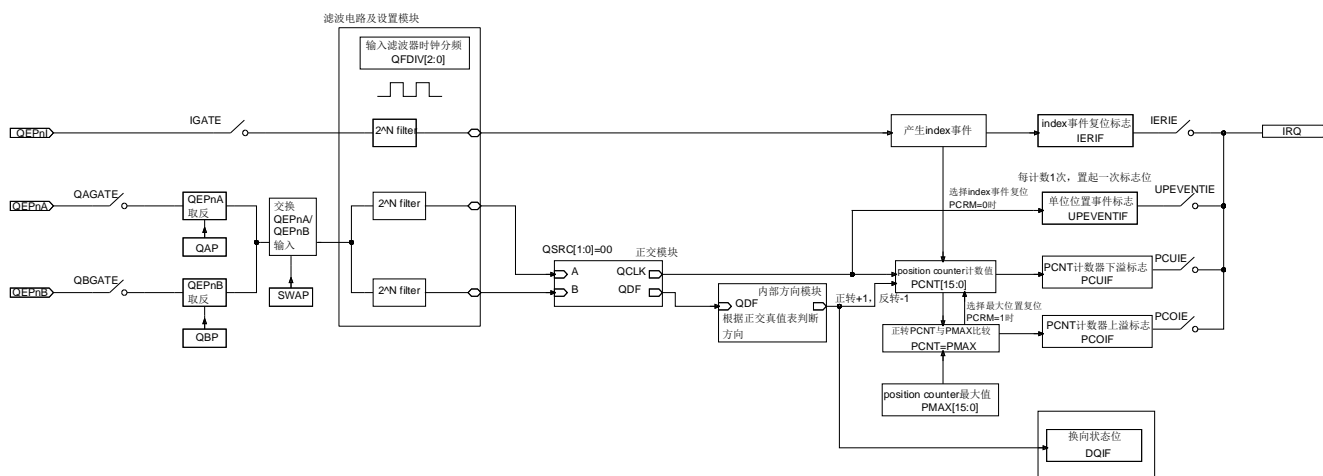 滤波电路及设置模块
输入滤波器时钟分频
QFDIV[2:0]
QEPnI
IGATE
2^N filter
产生index事件
index事件复位标志
IERIF
IERIE
IRQ
每计数1次，置起一次标志位
选择index事件复位
PCRM=0时
单位位置事件标志
UPEVENTIF
UPEVENTIE
QEPnA
QAGATE
QEPnA
取反
QAP
交换
QEPnA/
QEPnB
输入
SWAP
2^N filter
QEPnB
QBGATE
QEPnB
取反
QBP
2^N filter
QSRC[1:0]=00
正交模块
A
B
QCLK
QDF
内部方向模块
QDF
根据正交真值表判断
方向
正转+1，反转-1
position counter计数值
PCNT[15:0]
PCNT计数器下溢标志
PCUIF
PCUIE
选择最大位置复位
PCRM=1时
正转PCNT与PMAX比较
PCNT=PMAX
PCNT计数器上溢标志
PCOIF
PCOIE
position counter最大值
PMAX[15:0]
换向状态位
DQIF